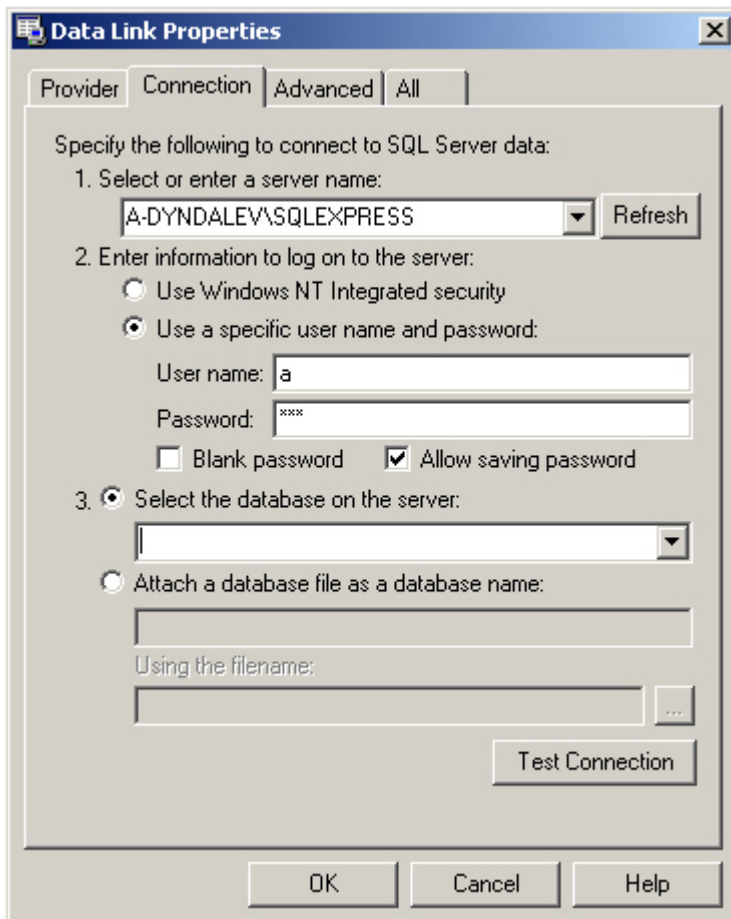 Data Link Properties
Provider Connection Advanced All
Specify the following to connect to SQL Server data:
1. Select or enter a server name:
A-DYNDALEV\SQLEXPRESS Refresh
2. Enter information to log on to the server:
Use Windows NT Integrated security
Use a specific user name and password:
User name: a
Password: ***
Blank password Allow saving password
3. Select the database on the server:
Attach a database file as a database name:
Using the filename:
...
Test Connection
OK Cancel Help